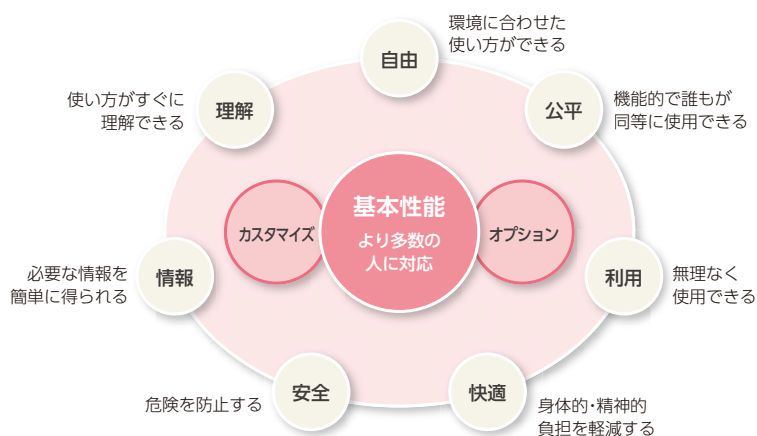 自由
環境に合わせた
使い方ができる
公平
機能的で誰もが
同等に使用できる
利用
無理なく
使用できる
快適
身体的・精神的
負担を軽減する
安全
危険を防止する
情報
必要な情報を
簡単に得られる
理解
使い方がすぐに
理解できる
カスタマイズ
基本性能
より多数の
人に対応
オプション